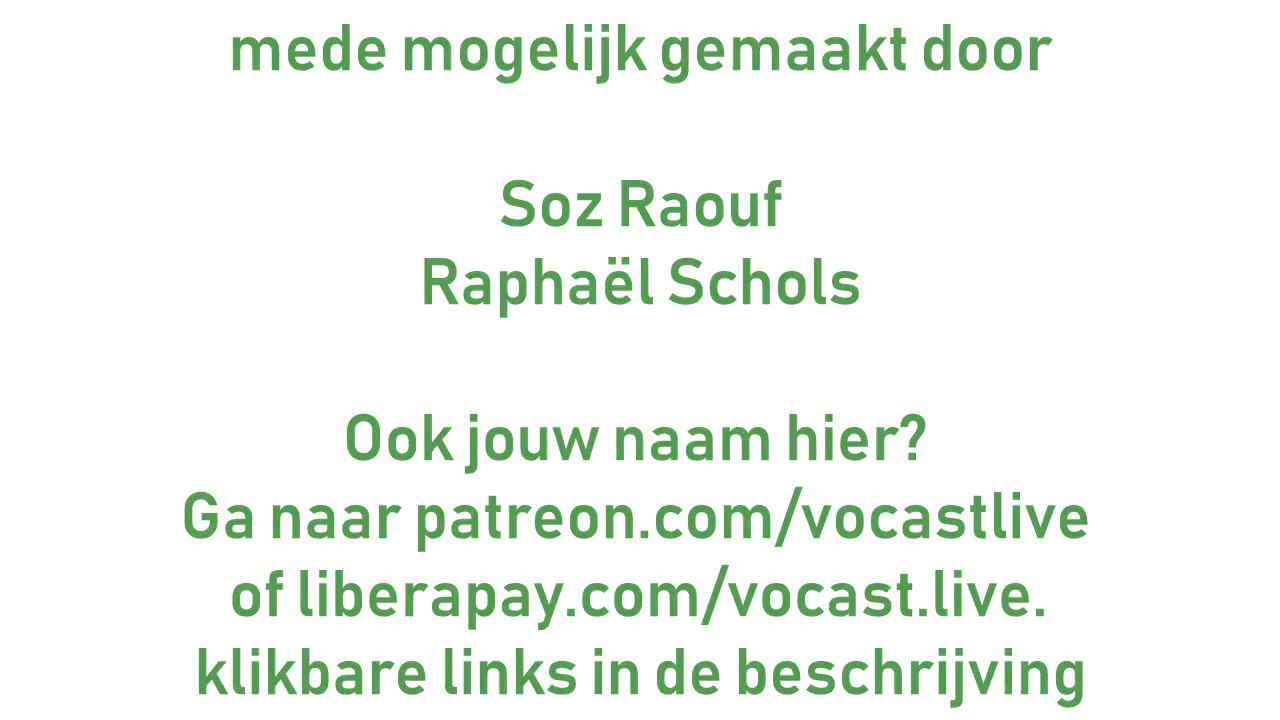 mede mogelijk gemaakt door
Soz Raouf
Raphaël Schols
Ook jouw naam hier?
Ga naar patreon.com/vocastlive
of liberapay.com/vocast.live.
klikbare links in de beschrijving